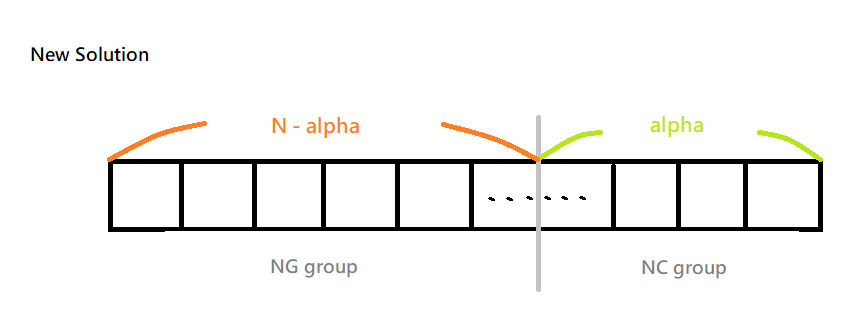 New Solution
N - alpha
alpha
NG group
NC group